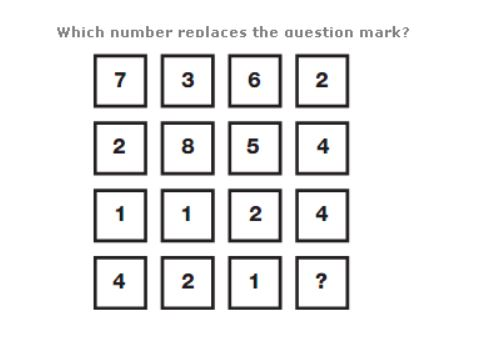 Which number replaces the question mark?
7 3 6 2
2 8 5 4
1 1 2 4
4 2 1 ?